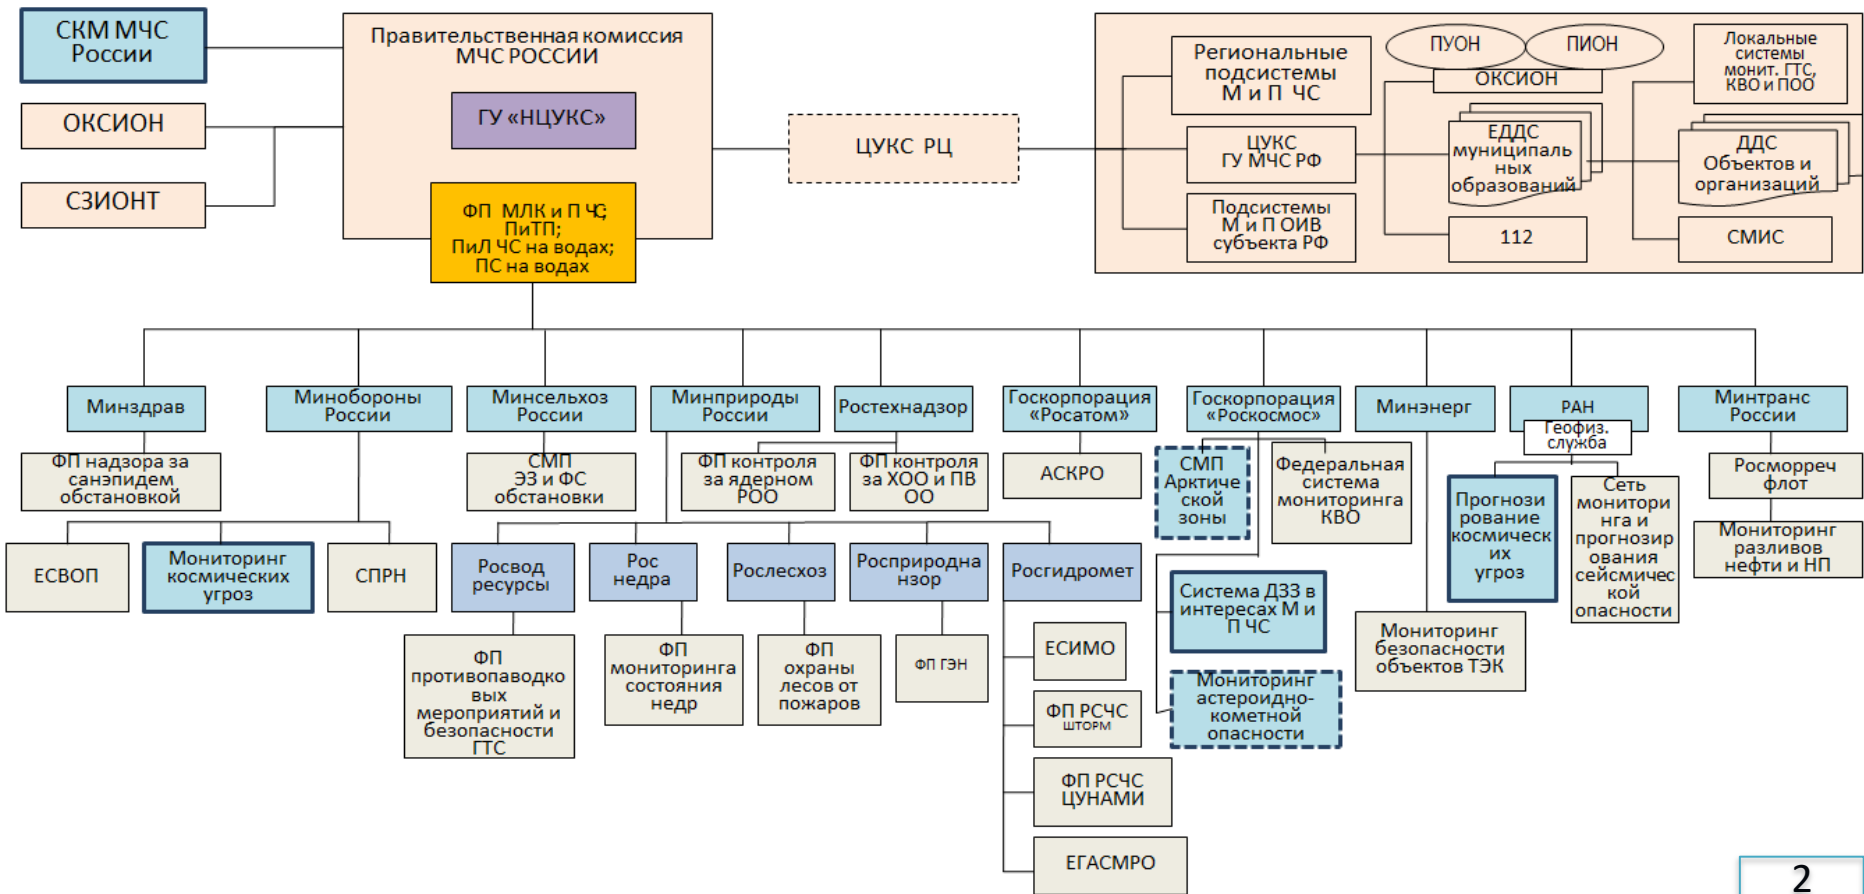 СКМ МЧС
России
ОКСИОН
СЗИОНТ
Правительственная комиссия
МЧС РОССИИ
ГУ «НЦУКС»
ФП МЛК и П ЧС;
ПиТП;
ПиЛ ЧС на водах;
ПС на водах
ЦУКС РЦ
Региональные
подсистемы
М и П ЧС
ЦУКС
ГУ МЧС РФ
Подсистемы
М и П ОИВ
субъекта РФ
ПУОН
ПИОН
ОКСИОН
ЕДДС
муниципаль
ных
образований
112
Локальные
системы
монит. ГТС,
КВО и ПОО
ДДС
Объектов и
организаций
СМИС
Минздрав
Минобороны
России
Минсельхоз
России
Минприроды
России
Ростехнадзор
Госкорпорация
«Росатом»
Госкорпорация
«Роскосмос»
Минэнерг
РАН
Геофиз.
служба
Минтранс
России
ФП надзора за
санэпидем
обстановкой
СМП
ЭЗ и ФС
обстановки
ФП контроля
за ядерном
РОО
ФП контроля
за ХОО и ПВ
ОО
АСКРО
СМП
Арктиче
ской
зоны
Федеральная
система
мониторинга
КВО
Прогнози
рование
космическ
их
угроз
Сеть
монитори
нга и
прогнозир
ования
сейсмичес
кой
опасности
Росморреч
флот
Мониторинг
разливов
нефти и НП
ЕСВОП
Мониторинг
космических
угроз
СПРН
Росвод
ресурсы
Рос
недра
Рослесхоз
Росприродна
нзор
Росгидромет
Система ДЗЗ в
интересах М и
П ЧС
Мониторинг
астероидно-
кометной
опасности
Мониторинг
безопасности
объектов ТЭК
ФП
противопаводко
вых
мероприятий и
безопасности
ГТС
ФП
мониторинга
состояния
недр
ФП
охраны
лесов от
пожаров
ФП ГЭН
ЕСИМО
ФП РСЧС
ШТОРМ
ФП РСЧС
ЦУНАМИ
ЕГАСМРО
2